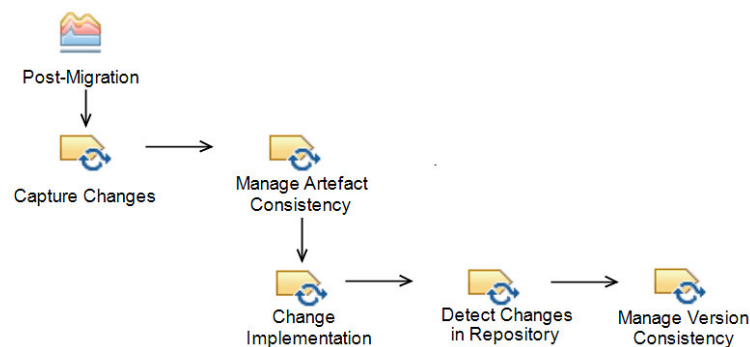 Post-Migration
Capture Changes
Manage Artefact
Consistency
Change
Implementation
Detect Changes
in Repository
Manage Version
Consistency